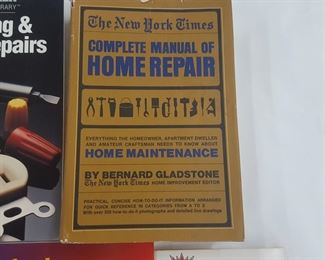 RARY™
g &
epairs
The New York Times
COMPLETE MANUAL OF
HOME REPAIR
EVERYTHING THE HOMEOWNER, APARTMENT DWELLER
AND AMATEUR CRAFTSMAN NEEDS TO KNOW ABOUT
HOME MAINTENANCE
BY BERNARD GLADSTONE
The New York Times HOME IMPROVEMENT EDITOR
PRACTICAL, CONCISE HOW-TO-DO-IT INFORMATION ARRANGED
FOR QUICK REFERENCE IN CATEGORIES FROM A TO Z
With over 300 how-to-do-it photographs and detailed line drawings